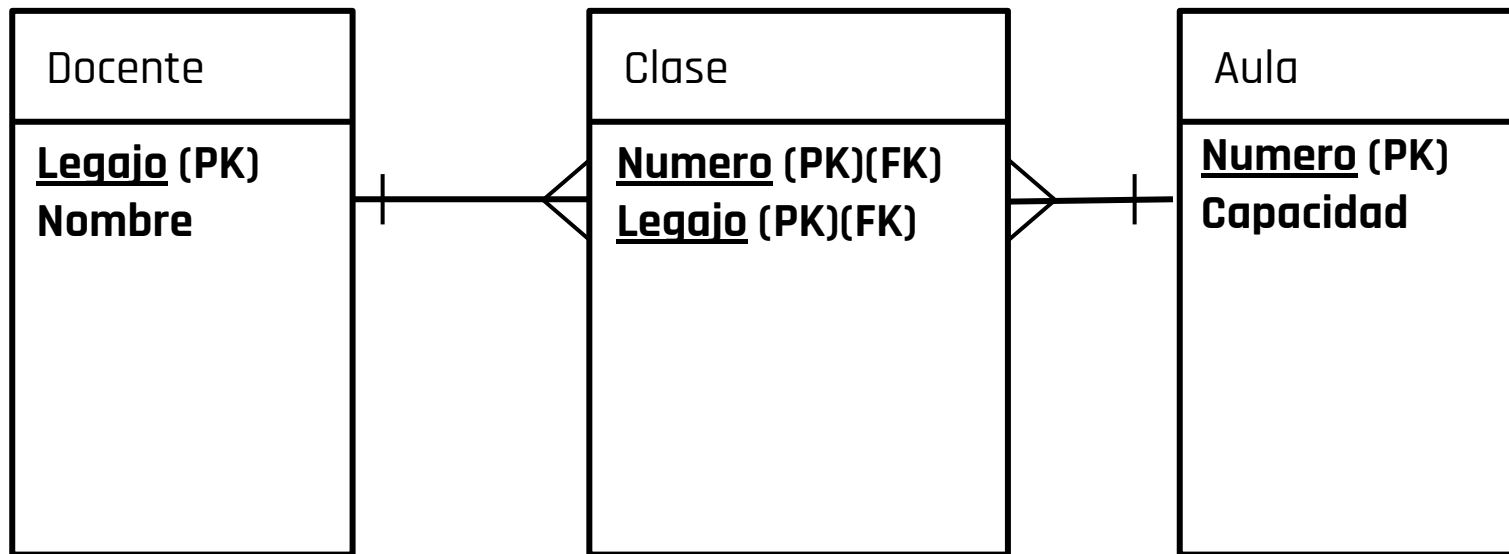 Docente
Legajo (PK)
Nombre
Clase
Numero (PK)(FK)
Legajo (PK)(FK)
Aula
Numero (PK)
Capacidad